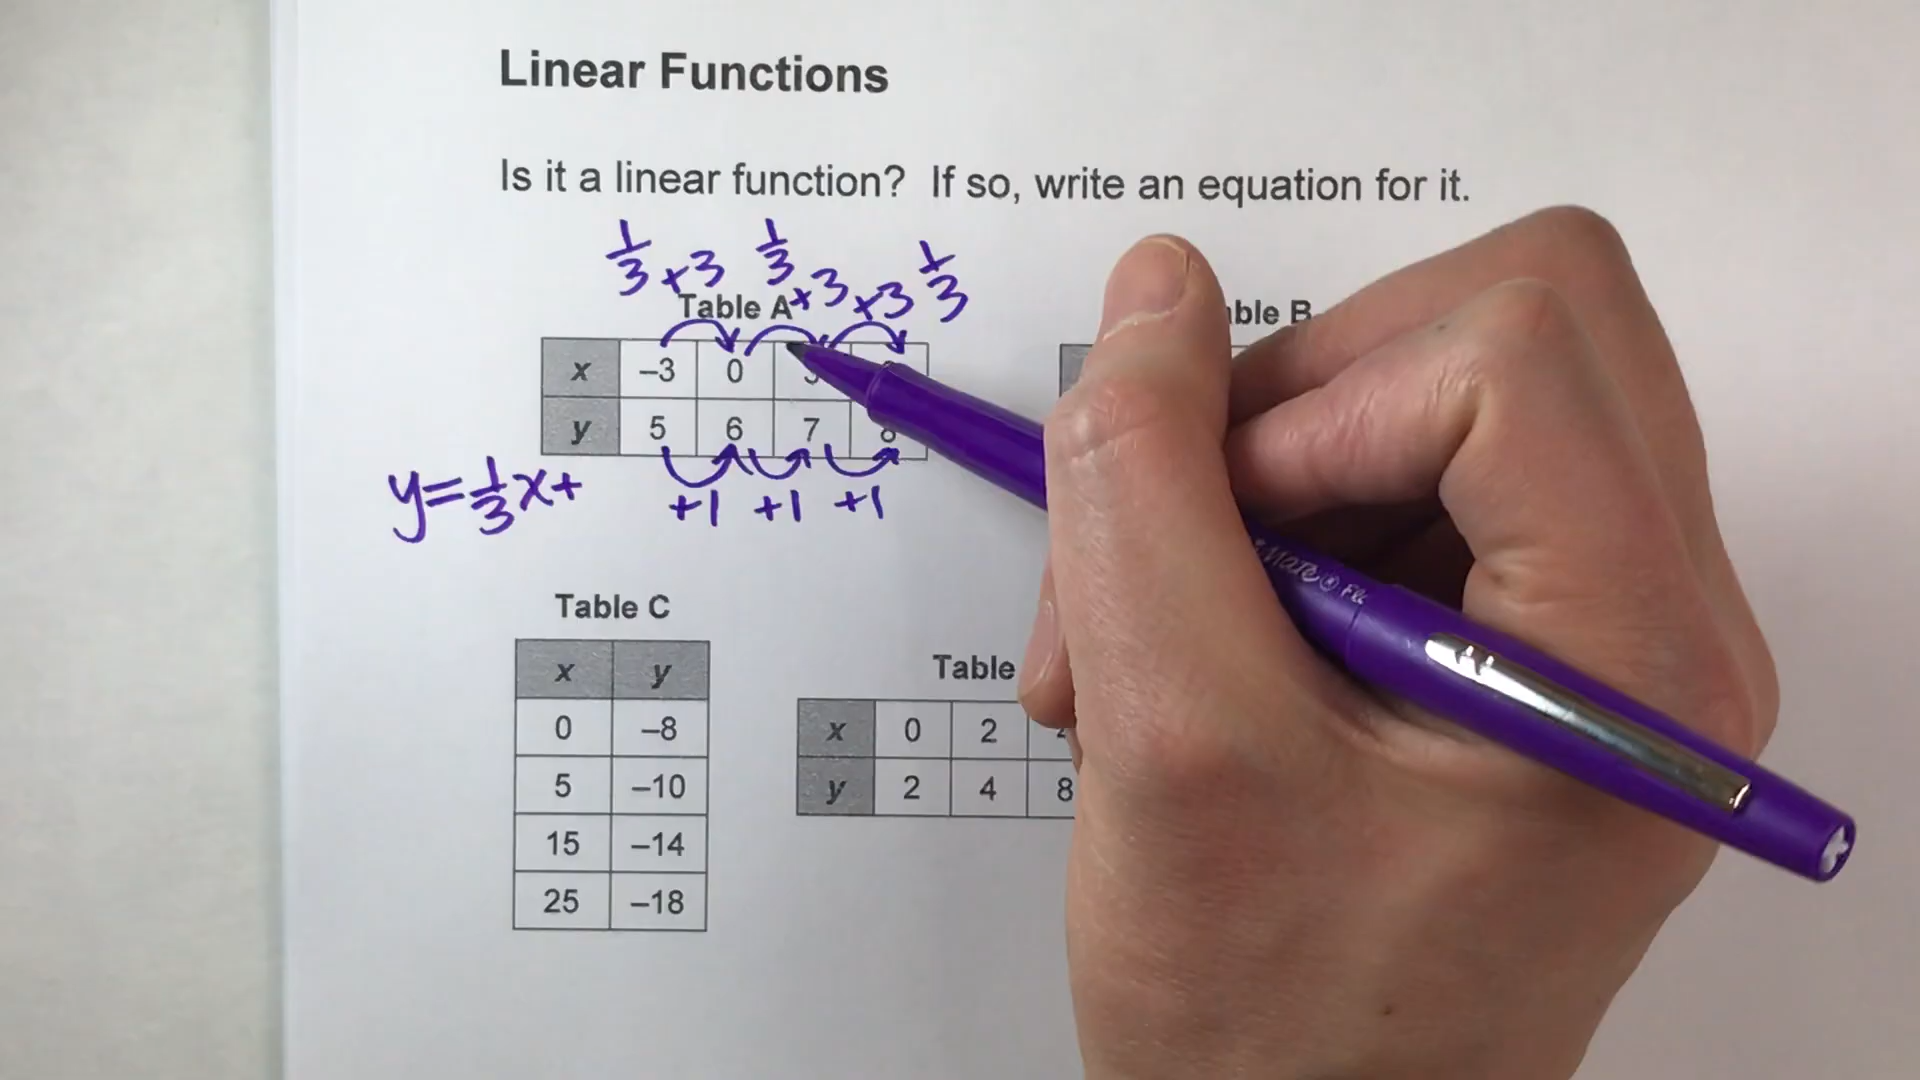 Linear Functions
Is it a linear function? If so, write an equation for it.
1/3 +3 1/3 +3 +3 1/3
Table A
x –3 0
y 5 6 7 8
+1 +1 +1
y=1/3x+
B
Table C
x y
0 –8
5 –10
15 –14
25 –18
Table
x 0 2
y 2 4 8